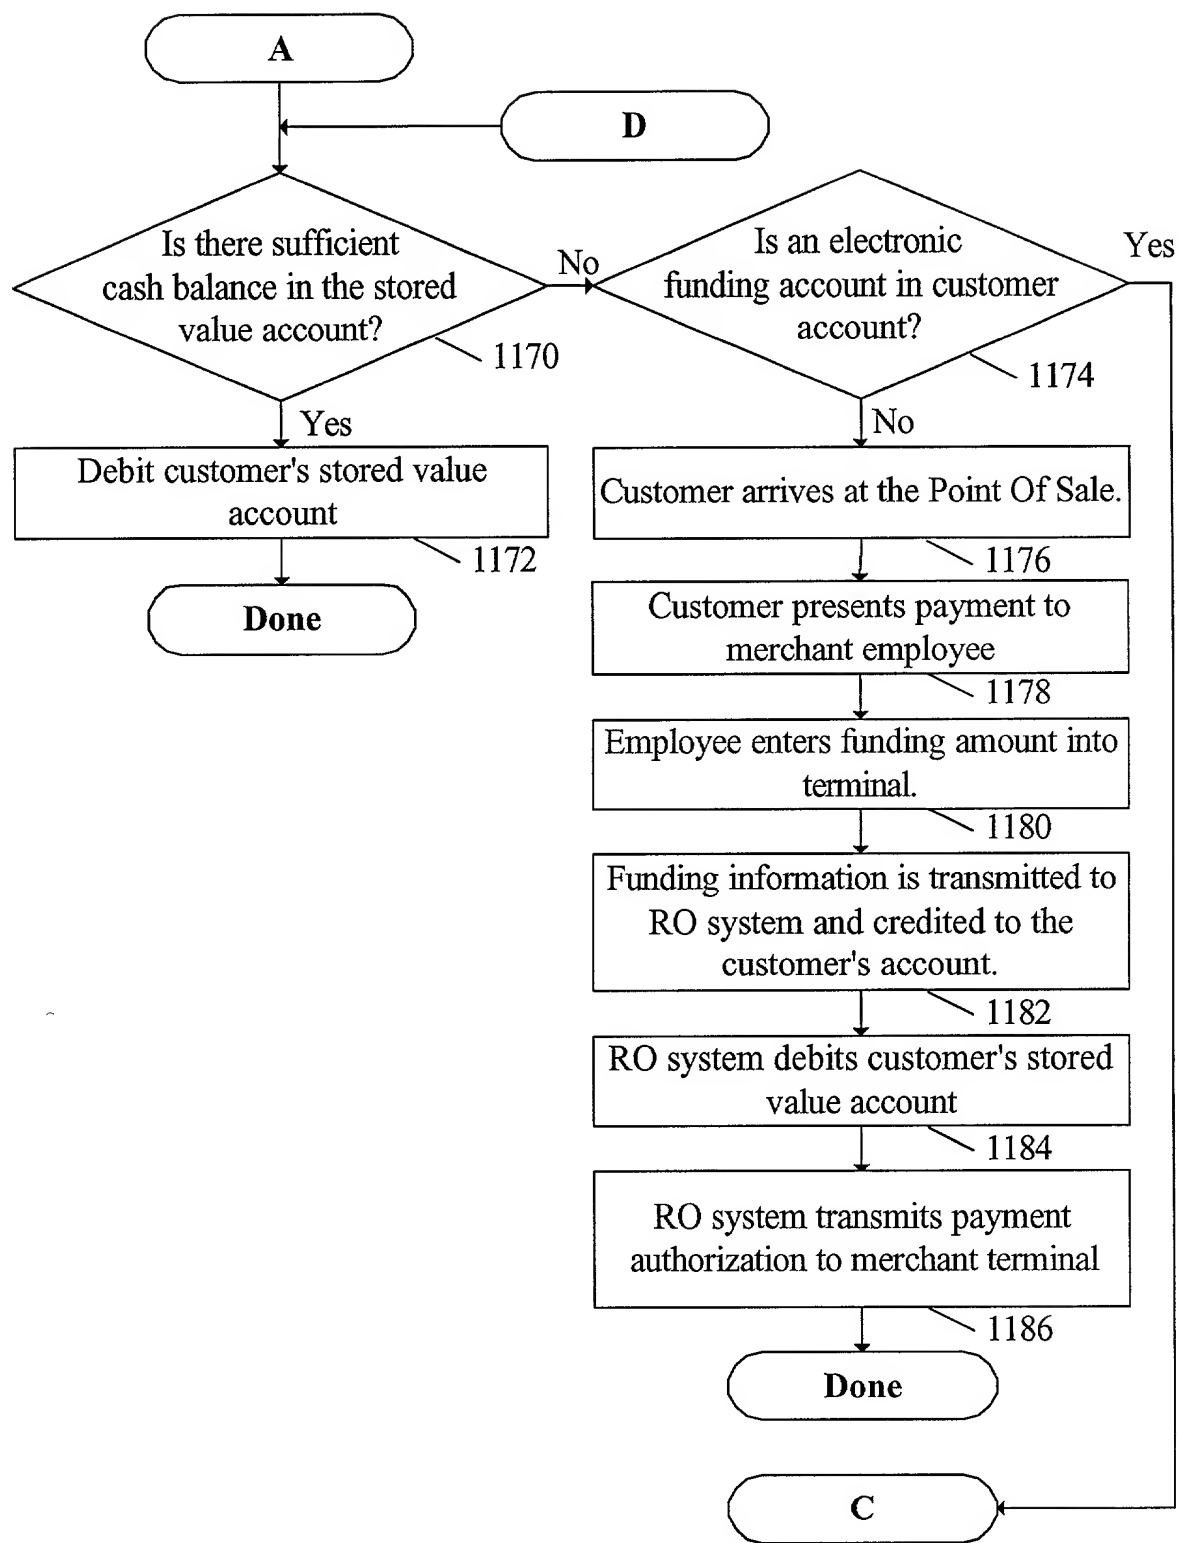 A
D
Is there sufficient
cash balance in the stored
value account?
1170
No
Yes
Debit customer's stored value
account
1172
Done
Is an electronic
funding account in customer
account?
1174
Yes
No
Customer arrives at the Point Of Sale.
1176
Customer presents payment to
merchant employee
1178
Employee enters funding amount into
terminal.
1180
Funding information is transmitted to
RO system and credited to the
customer's account.
1182
RO system debits customer's stored
value account
1184
RO system transmits payment
authorization to merchant terminal
1186
Done
C